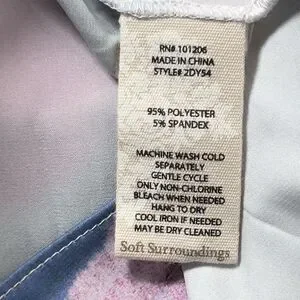 RN# 101206
MADE IN CHINA
STYLE# 2DY54
95% POLYESTER
5% SPANDEX
MACHINE WASH COLD
SEPARATELY
GENTLE CYCLE
ONLY NON-CHLORINE
BLEACH WHEN NEEDED
HANG TO DRY
COOL IRON IF NEEDED
MAY BE DRY CLEANED
Soft Surroundings